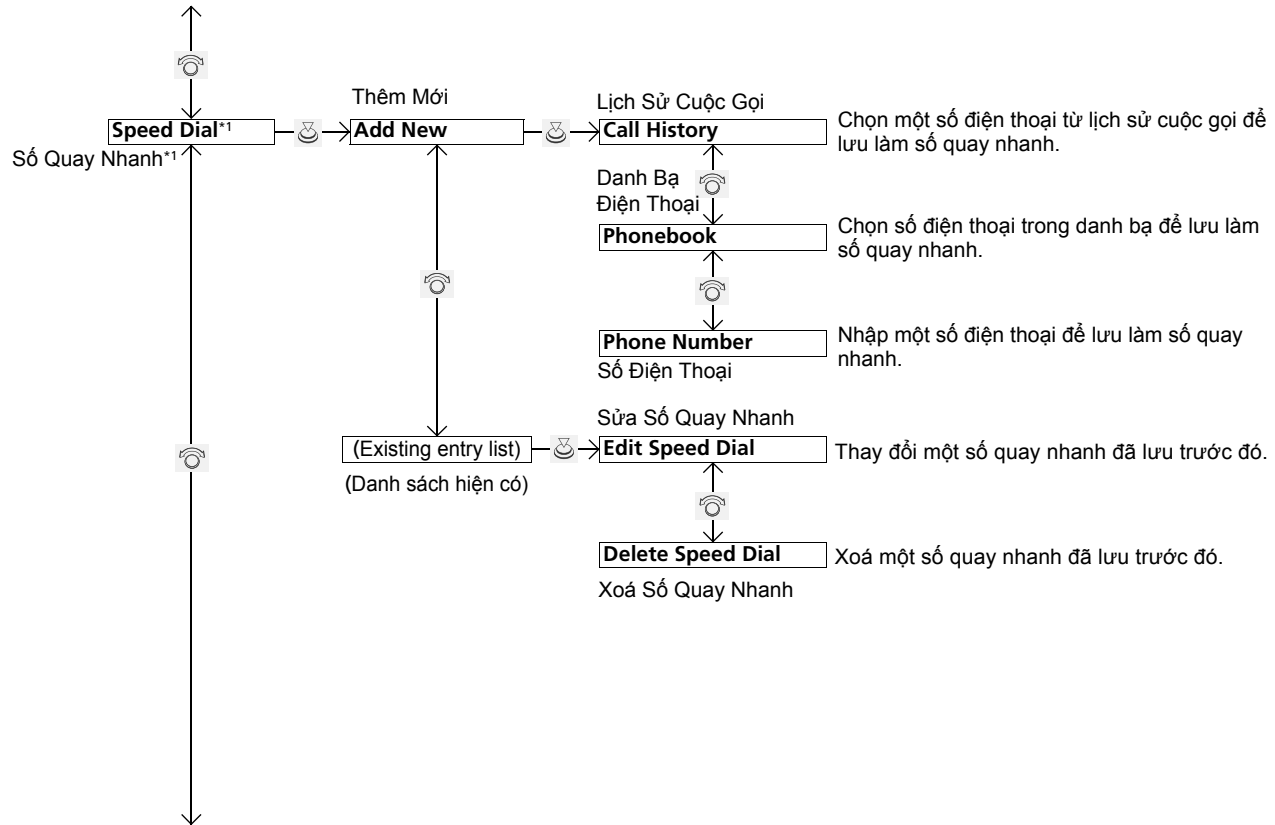 Thêm Mới
Lịch Sử Cuộc Gọi
Speed Dial*1
Add New
Call History
Chọn một số điện thoại từ lịch sử cuộc gọi để
lưu làm số quay nhanh.
Số Quay Nhanh*1
Danh Bạ
Điện Thoại
Phonebook
Chọn số điện thoại trong danh bạ để lưu làm
số quay nhanh.
Phone Number
Nhập một số điện thoại để lưu làm số quay
nhanh.
Số Điện Thoại
Sửa Số Quay Nhanh
(Existing entry list)
Edit Speed Dial
Thay đổi một số quay nhanh đã lưu trước đó.
(Danh sách hiện có)
Delete Speed Dial
Xoá một số quay nhanh đã lưu trước đó.
Xoá Số Quay Nhanh